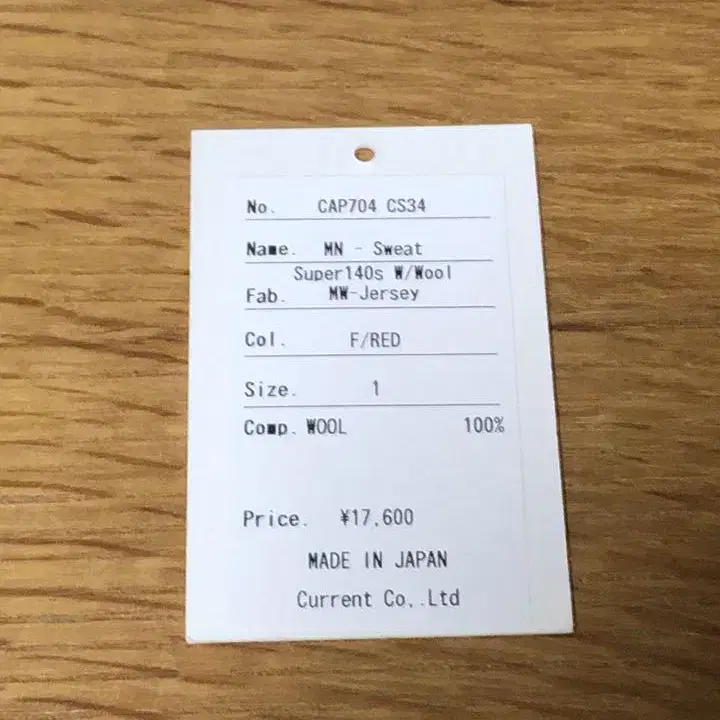 No. CAP704 CS34
Name. MN - Sweat
Super140s W/Wool
Fab. MW-Jersey
Col. F/RED
Size. 1
Comp. WOOL 100%
Price. ¥17,600
MADE IN JAPAN
Current Co,.Ltd